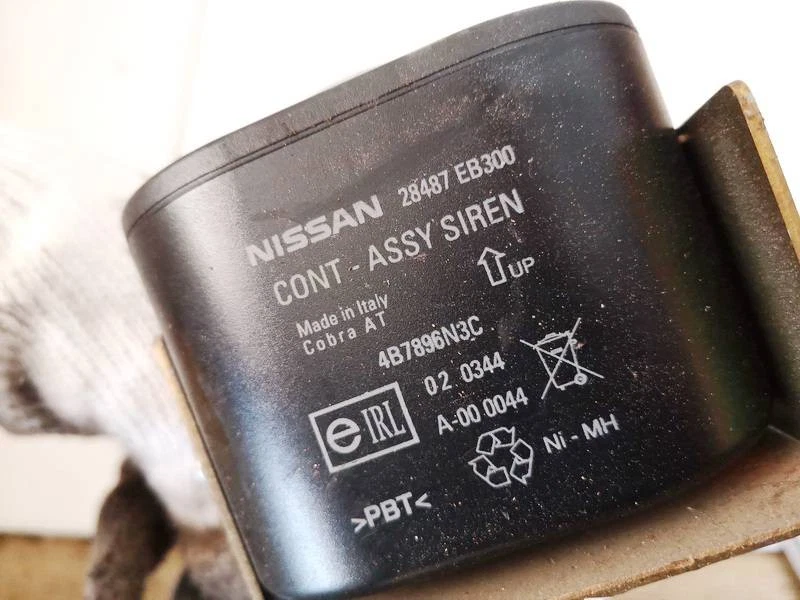 NISSAN 28487 EB300
CONT - ASSY SIREN
UP
Made in Italy
Cobra AT
4B7896N3C
e IRL
02 0344
A-00 0044
Ni - MH
>PBT<